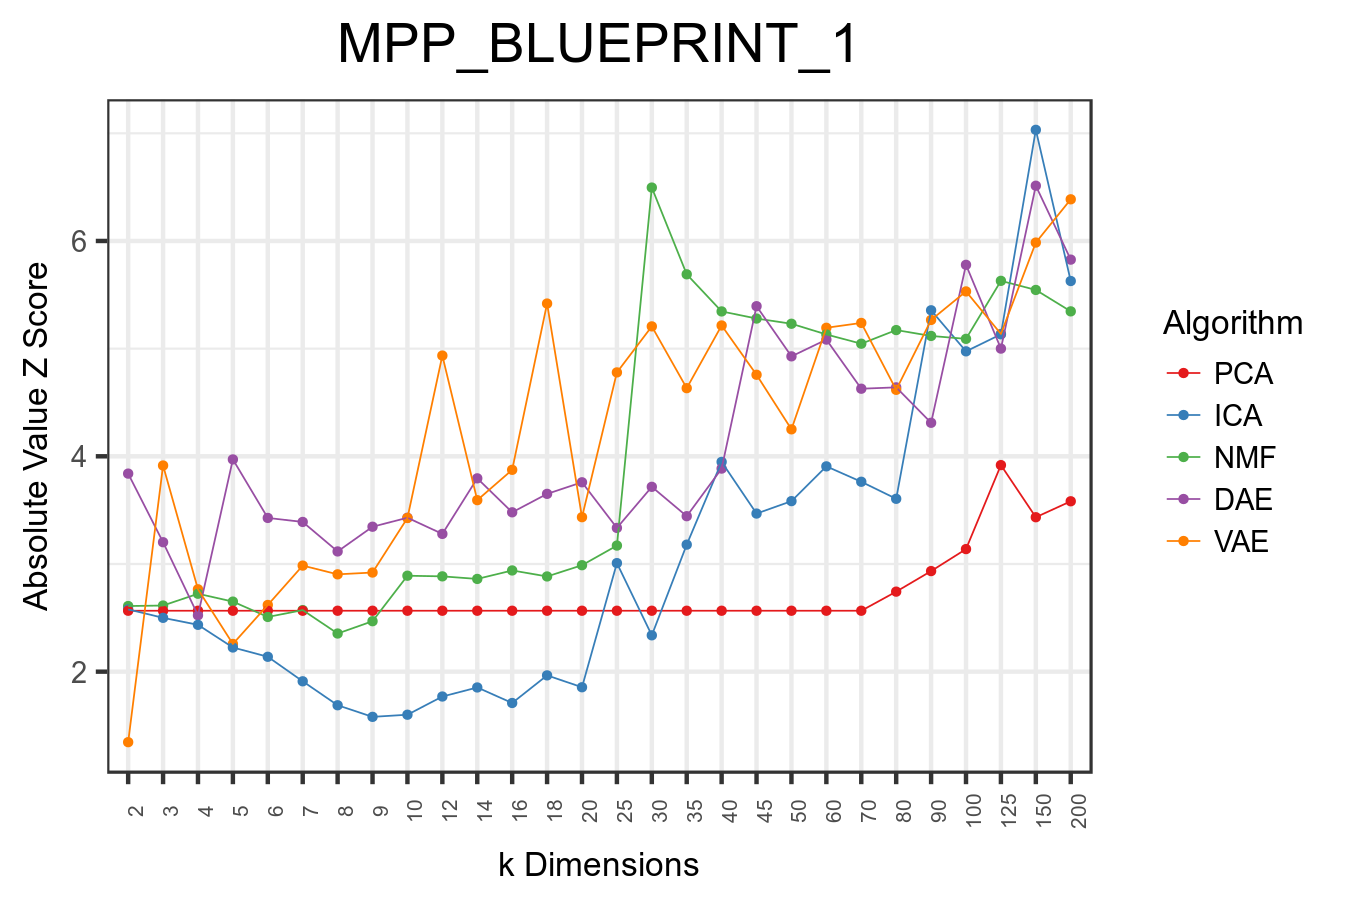 MPP_BLUEPRINT_1
Absolute Value Z Score
6
4
2
2 3 4 5 6 7 8 9 10 12 14 16 18 20 25 30 35 40 45 50 60 70 80 90 100 125 150 200
k Dimensions
Algorithm
PCA
ICA
NMF
DAE
VAE